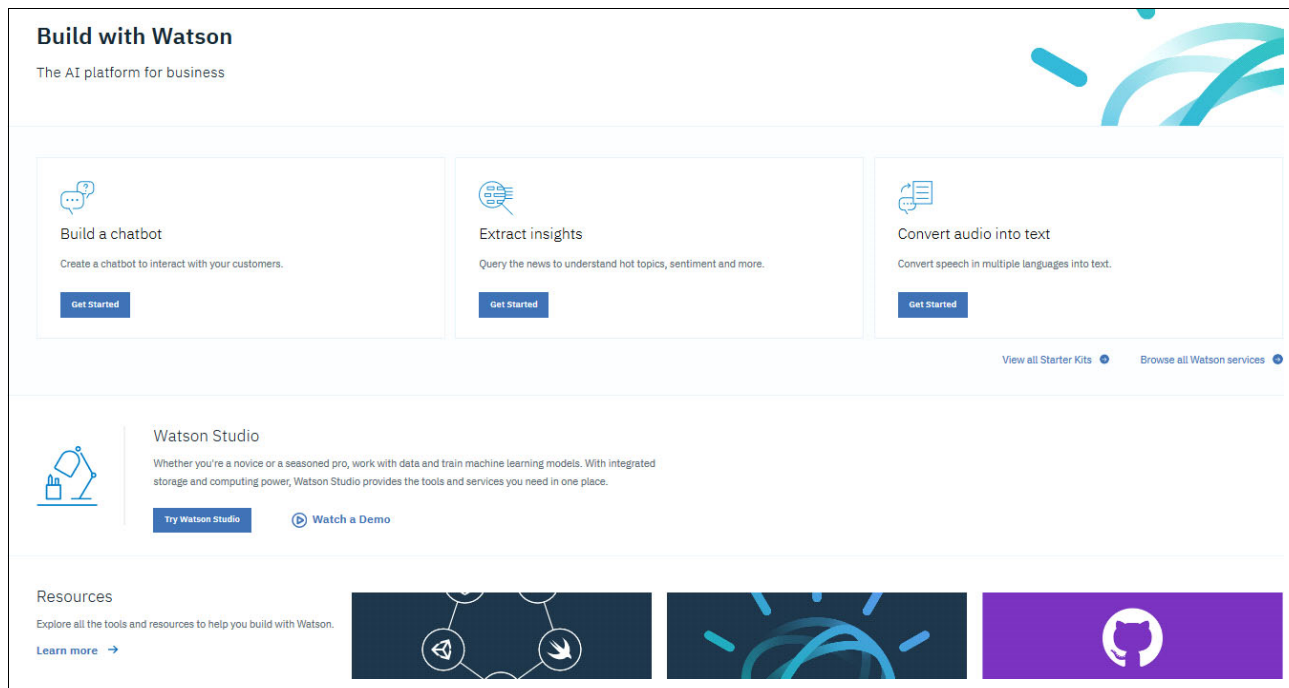 Build with Watson
The AI platform for business
Build a chatbot
Create a chatbot to interact with your customers.
Get Started
Extract insights
Query the news to understand hot topics, sentiment and more.
Get Started
Convert audio into text
Convert speech in multiple languages into text.
Get Started
View all Starter Kits
Browse all Watson services
Watson Studio
Whether you're a novice or a seasoned pro, work with data and train machine learning models. With integrated
storage and computing power, Watson Studio provides the tools and services you need in one place.
Try Watson Studio
Watch a Demo
Resources
Explore all the tools and resources to help you build with Watson.
Learn more